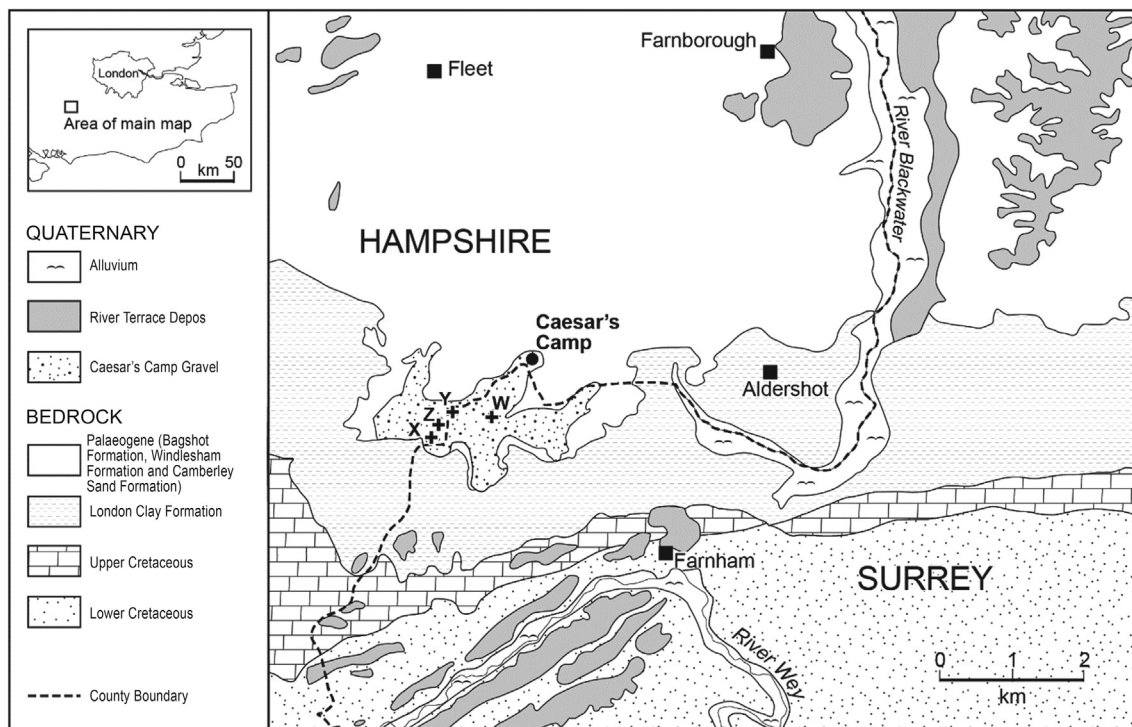 London
Area of main map
0 50
km
QUATERNARY
Alluvium
River Terrace Depos
Caesar's Camp Gravel
BEDROCK
Palaeogene (Bagshot
Formation, Windlesham
Formation and Camberley
Sand Formation)
London Clay Formation
Upper Cretaceous
Lower Cretaceous
County Boundary
Fleet
Farnborough
River Blackwater
HAMPSHIRE
Caesar's
Camp
Aldershot
Y
W
Z
X
Farnham
SURREY
River Wey
0 1 2
km